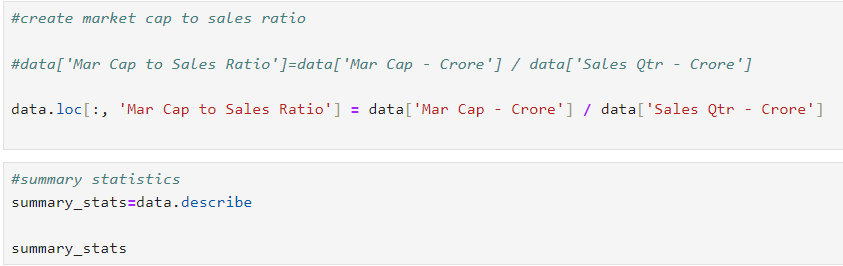 #create market cap to sales ratio
#data['Mar Cap to Sales Ratio']=data['Mar Cap - Crore'] / data['Sales Qtr - Crore']
data.loc[:, 'Mar Cap to Sales Ratio'] = data['Mar Cap - Crore'] / data['Sales Qtr - Crore']
#summary statistics
summary_stats=data.describe
summary_stats